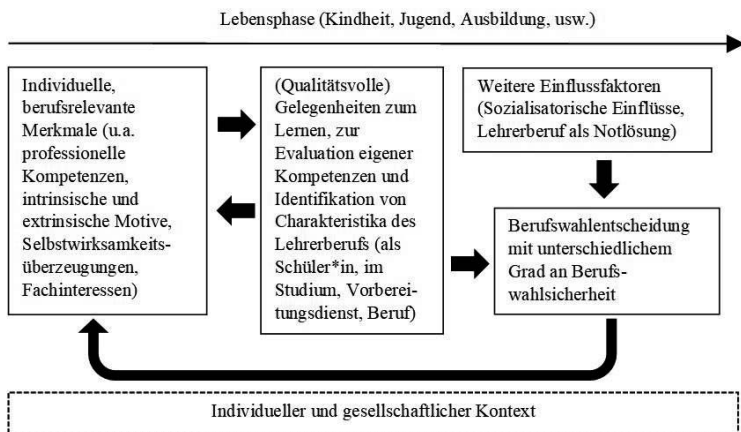 Lebensphase (Kindheit, Jugend, Ausbildung, usw.)
Individuelle,
berufsrelevante
Merkmale (u.a.
professionelle
Kompetenzen,
intrinsische und
extrinsische Motive,
Selbstwirksamkeits-
überzeugungen,
Fachinteressen)
(Qualitätsvolle)
Gelegenheiten zum
Lernen, zur
Evaluation eigener
Kompetenzen und
Identifikation von
Charakteristika des
Lehrerberufs (als
Schüler*in, im
Studium, Vorberei-
tungsdienst, Beruf)
Weitere Einflussfaktoren
(Sozialisatorische Einflüsse,
Lehrerberuf als Notlösung)
Berufswahlentscheidung
mit unterschiedlichem
Grad an Berufs-
wahlsicherheit
Individueller und gesellschaftlicher Kontext